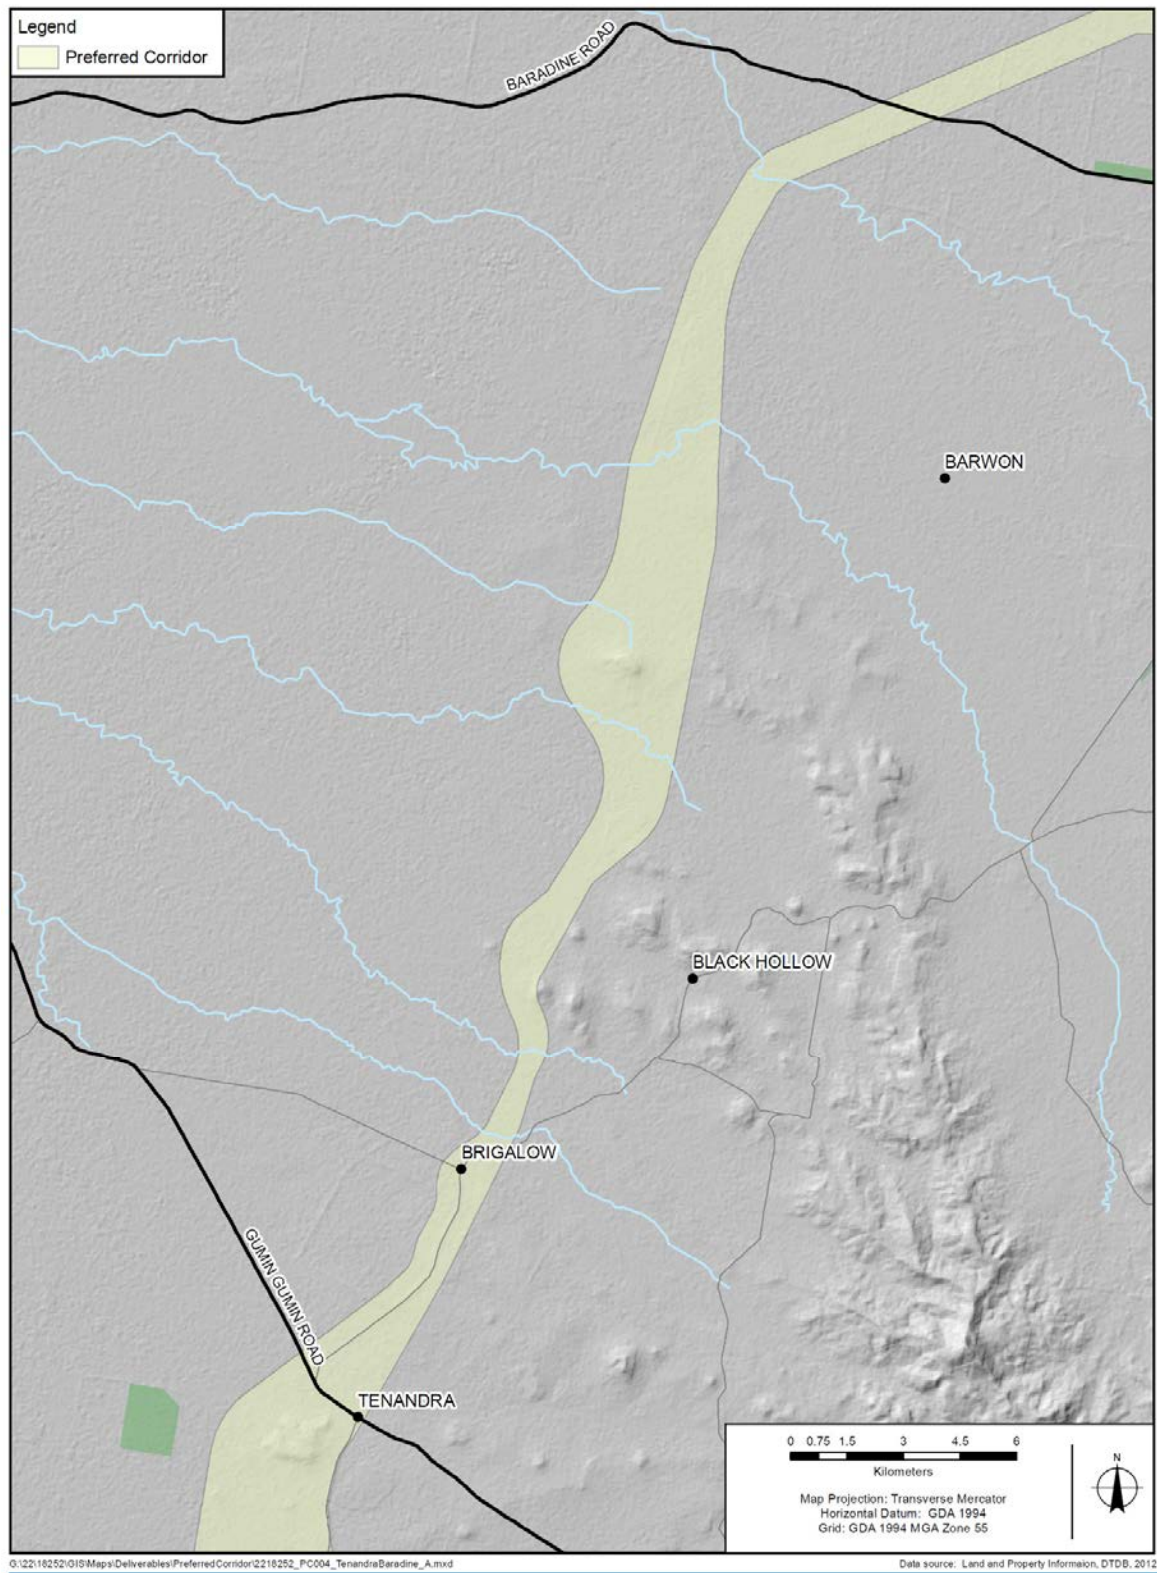 Legend
Preferred Corridor
BARADINE ROAD
BARWON
BLACK HOLLOW
BRIGALOW
GUMIN GUMIN ROAD
TENANDRA
0 0.75 1.5 3 4.5 6
Kilometers
N
Map Projection: Transverse Mercator
Horizontal Datum: GDA 1994
Grid: GDA 1994 MGA Zone 55
G:\22\18252\GIS\Maps\Deliverables\PreferredCorridor\2218252_PC004_TenandraBaradine_A.mxd
Data source: Land and Property Informaion, DTDB, 2012